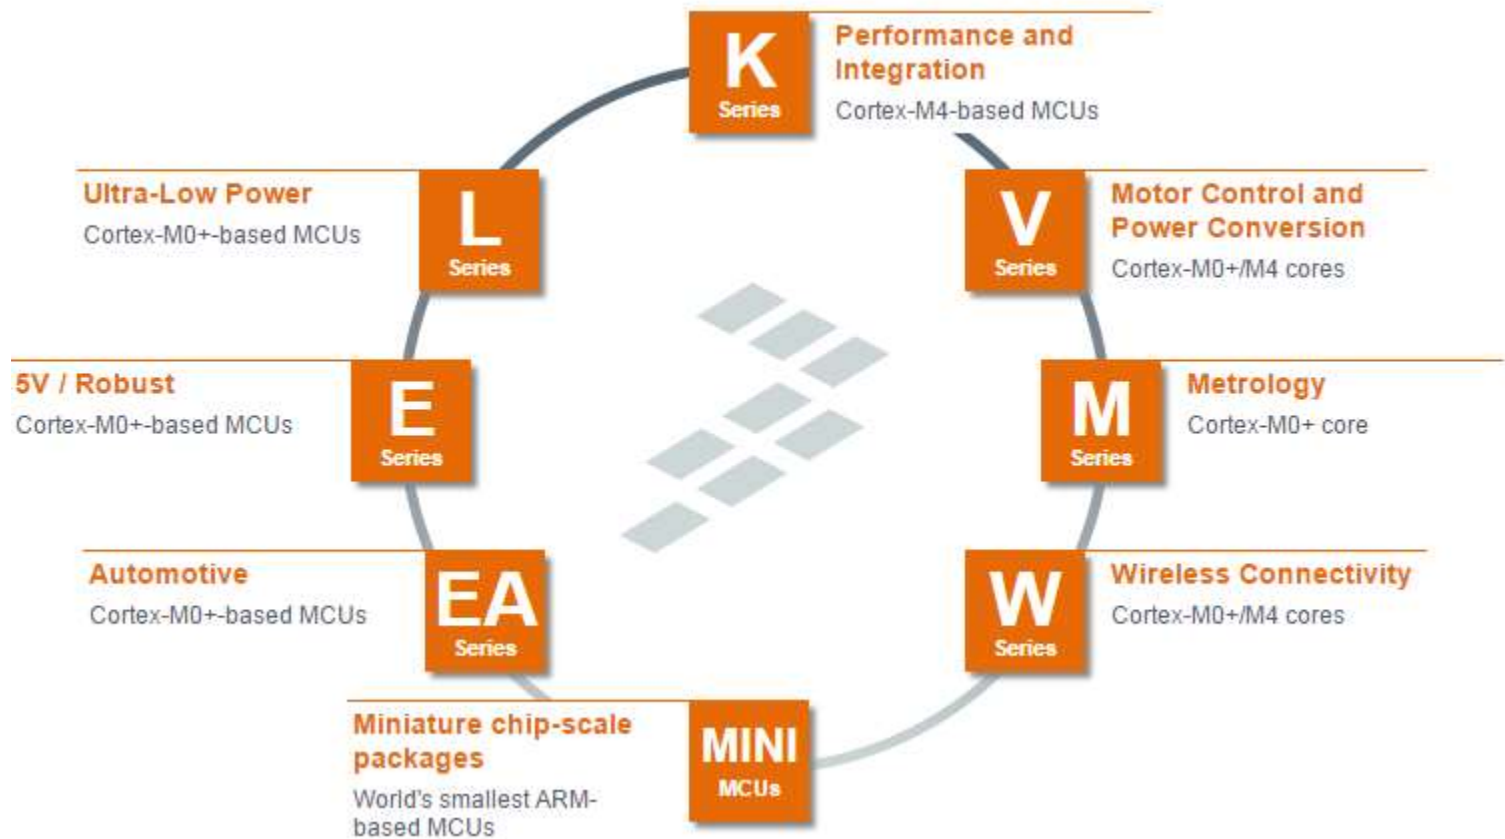 K
Series
Performance and
Integration
Cortex-M4-based MCUs
L
Series
Ultra-Low Power
Cortex-M0+-based MCUs
V
Series
Motor Control and
Power Conversion
Cortex-M0+/M4 cores
E
Series
5V / Robust
Cortex-M0+-based MCUs
M
Series
Metrology
Cortex-M0+ core
EA
Series
Automotive
Cortex-M0+-based MCUs
W
Series
Wireless Connectivity
Cortex-M0+/M4 cores
MINI
MCUs
Miniature chip-scale
packages
World's smallest ARM-
based MCUs